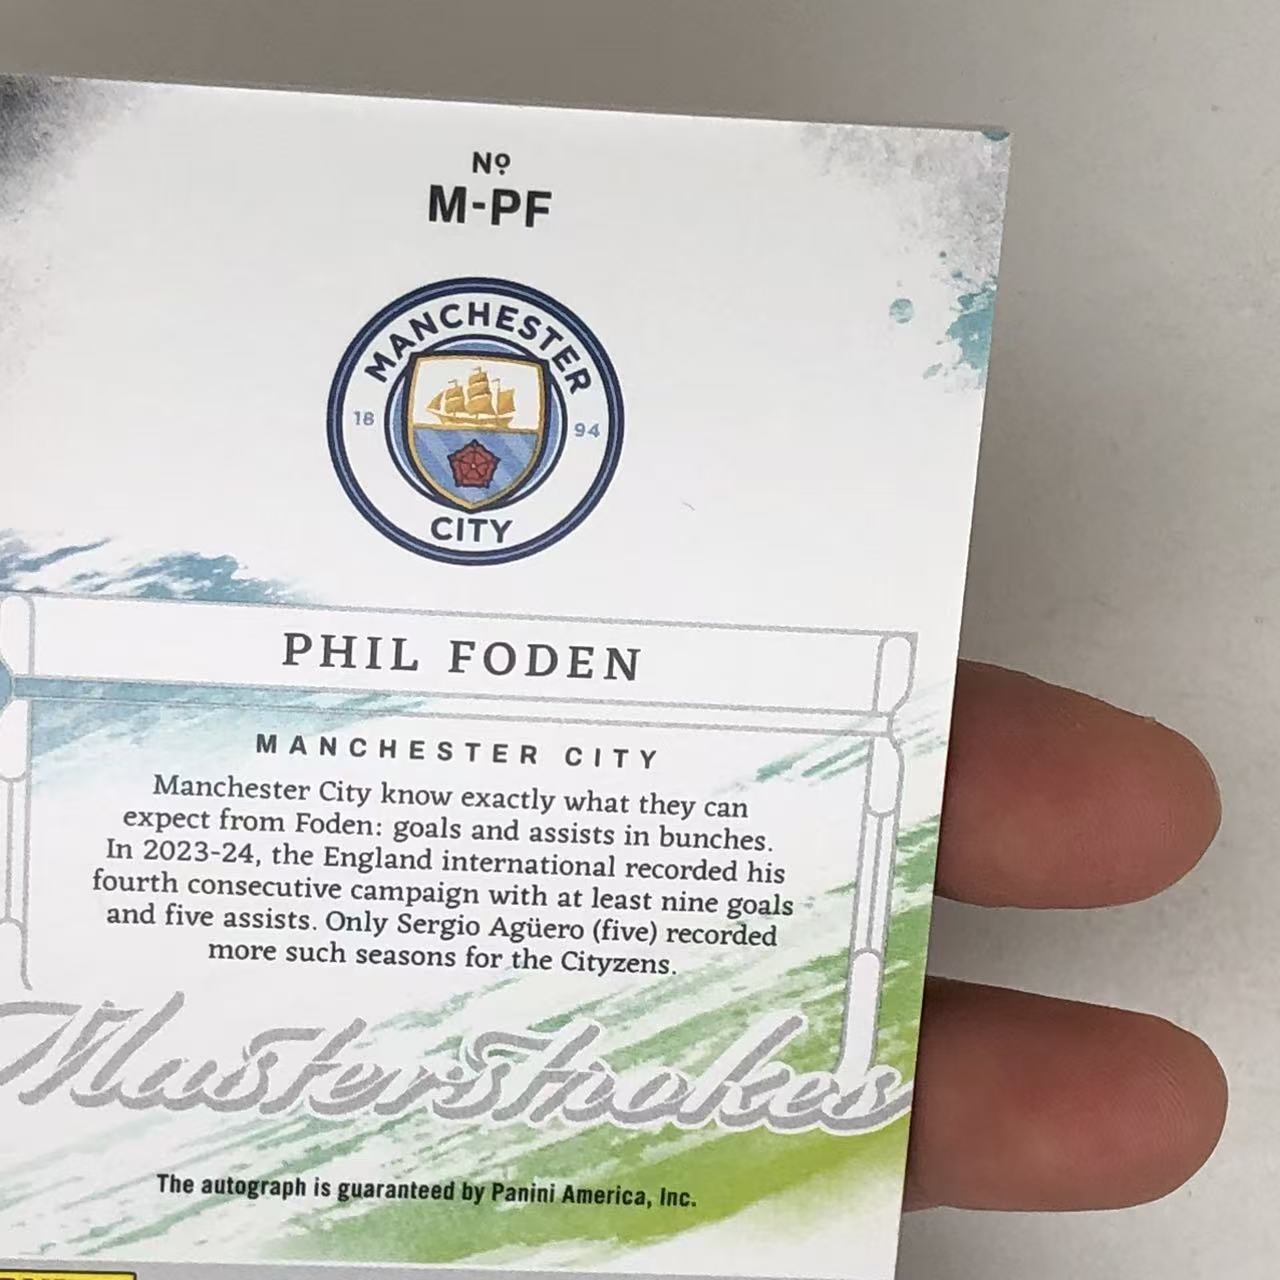 Nº
M-PF
MANCHESTER
18 94
CITY
PHIL FODEN
MANCHESTER CITY
Manchester City know exactly what they can
expect from Foden: goals and assists in bunches.
In 2023-24, the England international recorded his
fourth consecutive campaign with at least nine goals
and five assists. Only Sergio Agüero (five) recorded
more such seasons for the Cityzens.
Masterstrokes
The autograph is guaranteed by Panini America, Inc.